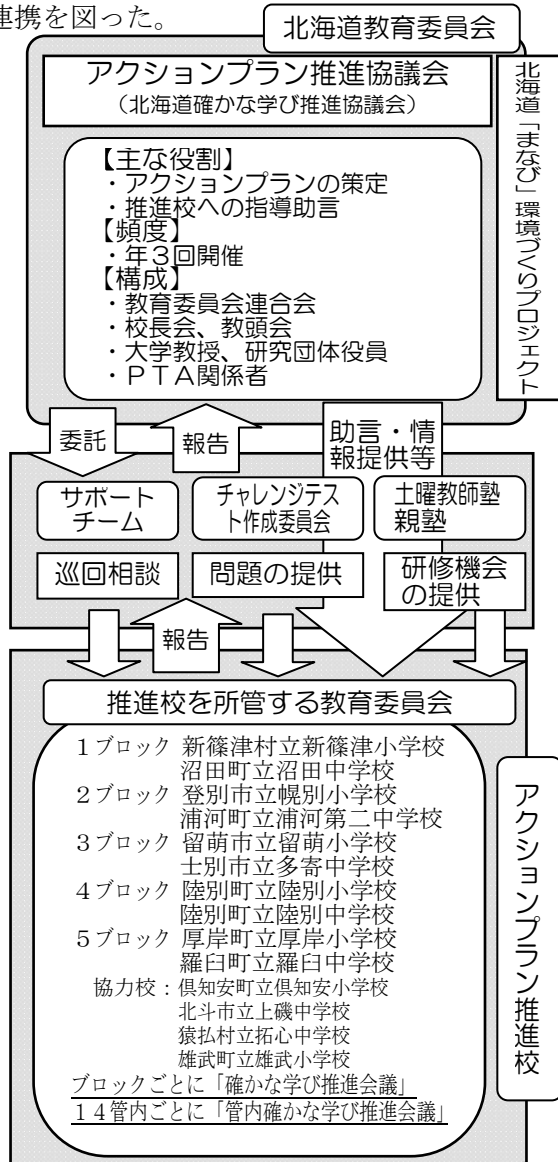 連携を図った。
北海道教育委員会
アクションプラン推進協議会
（北海道確かな学び推進協議会）
北海道「まなび」環境づくりプロジェクト
【主な役割】
・アクションプランの策定
・推進校への指導助言
【頻度】
・年３回開催
【構成】
・教育委員会連合会
・校長会、教頭会
・大学教授、研究団体役員
・ＰＴＡ関係者
委託
報告
助言・情
報提供等
サポート
チーム
チャレンジテス
ト作成委員会
土曜教師塾
親塾
巡回相談
問題の提供
研修機会
の提供
報告
推進校を所管する教育委員会
１ブロック 新篠津村立新篠津小学校
沼田町立沼田中学校
２ブロック 登別市立幌別小学校
浦河町立浦河第二中学校
３ブロック 留萌市立留萌小学校
士別市立多寄中学校
４ブロック 陸別町立陸別小学校
陸別町立陸別中学校
５ブロック 厚岸町立厚岸小学校
羅臼町立羅臼中学校
協力校：倶知安町立倶知安小学校
北斗市立上磯中学校
猿払村立拓心中学校
雄武町立雄武小学校
ブロックごとに「確かな学び推進会議」
１４管内ごとに「管内確かな学び推進会議」
アクションプラン推進校